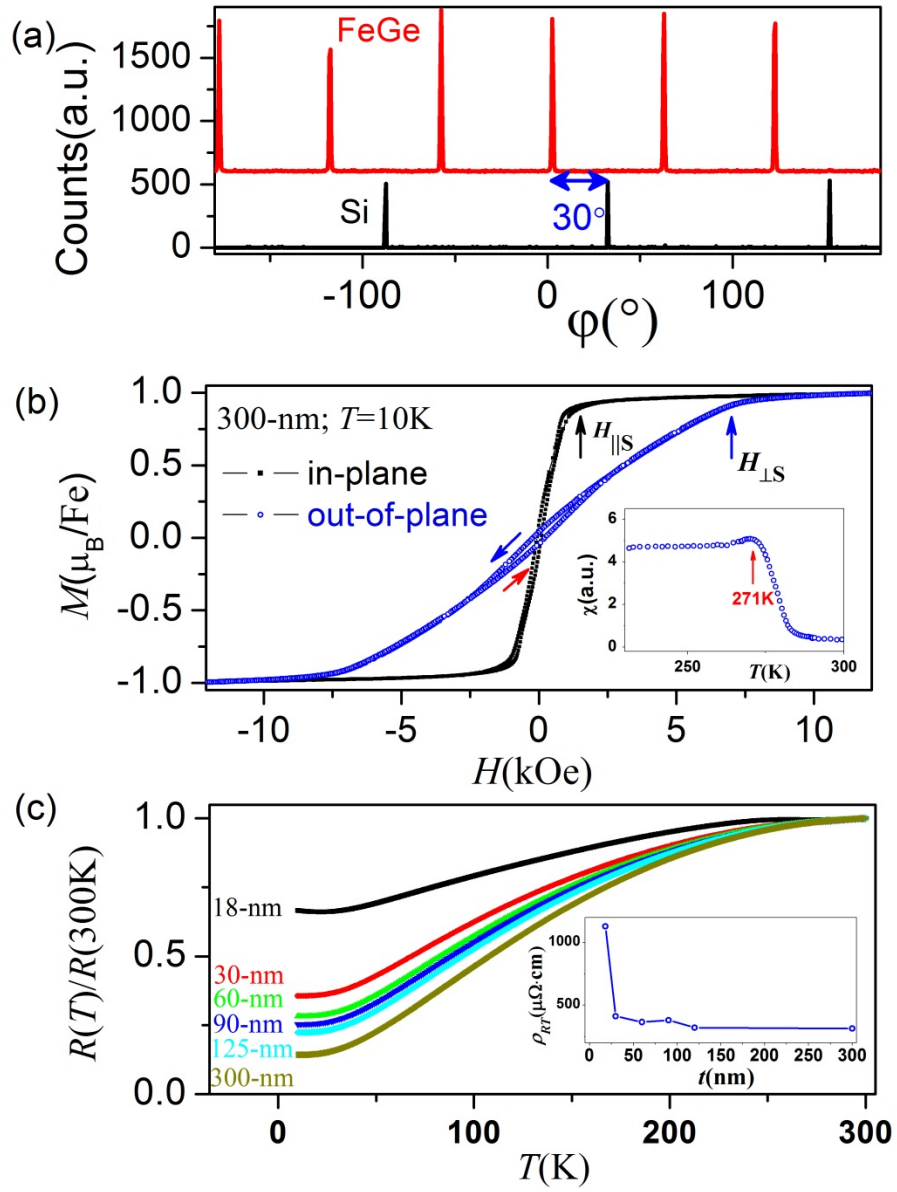 (a)
FeGe
Si
30°
Counts(a.u.)
1500
1000
500
0
-100
0
100
φ(°)
(b)
300-nm; T=10K
in-plane
out-of-plane
H||S
H⊥S
M(μB/Fe)
1.0
0.5
0.0
-0.5
-1.0
-10
-5
0
5
10
H(kOe)
χ(a.u.)
6
4
2
0
271K
250
300
T(K)
(c)
R(T)/R(300K)
1.0
0.5
0.0
18-nm
30-nm
60-nm
90-nm
125-nm
300-nm
0
100
200
300
T(K)
ρRT(μΩ·cm)
1000
500
0
50
100
150
200
250
300
t(nm)